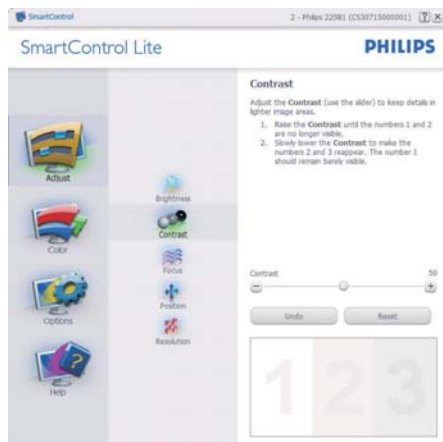 SmartControl
2 - Philips 225B1 (CS30715000001)
SmartControl Lite
PHILIPS
Adjust
Color
Options
Help
Brightness
Contrast
Focus
Position
Resolution
Contrast
Adjust the Contrast (use the slider) to keep details in
lighter image areas.
1. Raise the Contrast until the numbers 1 and 2
are no longer visible.
2. Slowly lower the Contrast to make the
numbers 2 and 3 reappear. The number 1
should remain barely visible.
Contrast 50
Undo Reset
1 2 3